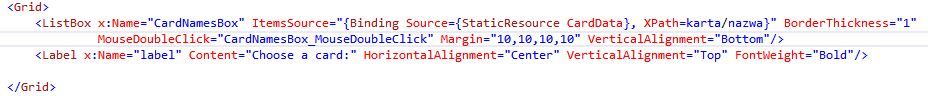 <Grid>
<ListBox x:Name="CardNamesBox" ItemsSource="{Binding Source={StaticResource CardData}, XPath=karta/nazwa}" BorderThickness="1"
MouseDoubleClick="CardNamesBox_MouseDoubleClick" Margin="10,10,10,10" VerticalAlignment="Bottom"/>
<Label x:Name="label" Content="Choose a card:" HorizontalAlignment="Center" VerticalAlignment="Top" FontWeight="Bold"/>
</Grid>